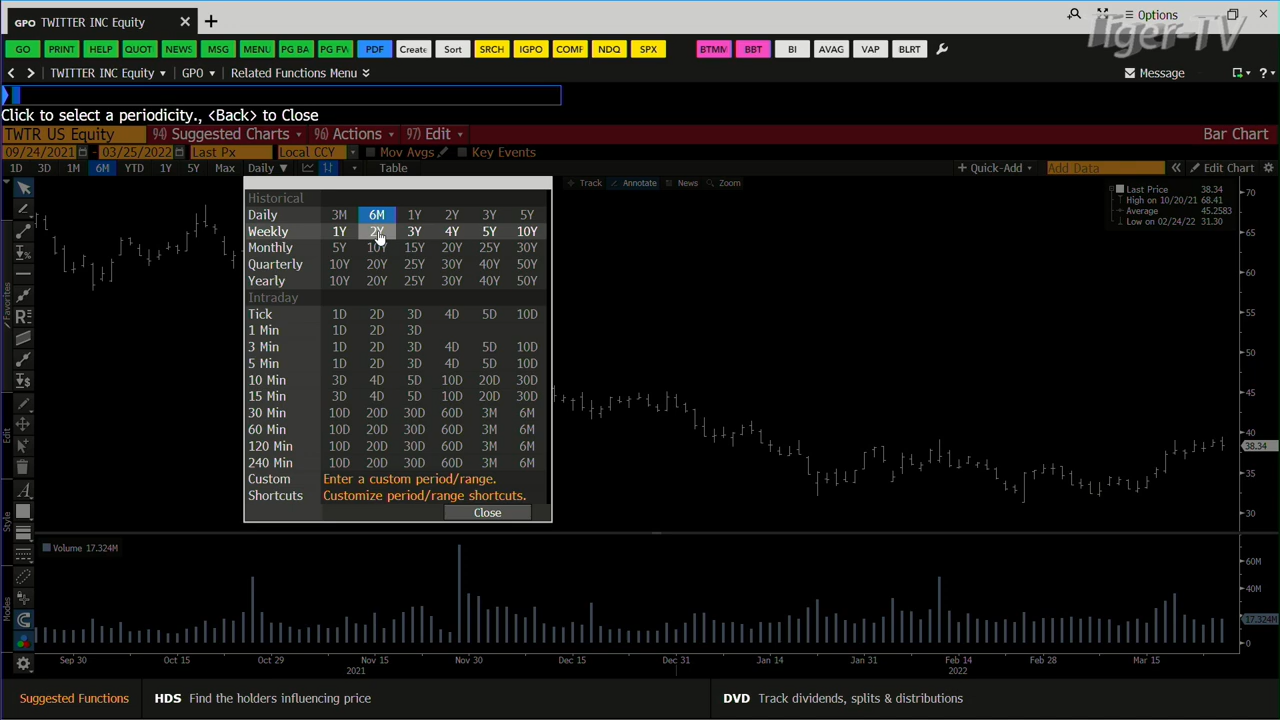 GPO TWITTER INC Equity
Options
Tiger-TV
GO PRINT HELP QUOT NEWS MSG MENU PG BA PG FW PDF Create Sort SRCH IGPO COMF NDQ SPX BTMM BBT BI AVAG VAP BLRT
TWITTER INC Equity GPO Related Functions Menu Message ?
Click to select a periodicity., <Back> to Close
TWTR US Equity 94) Suggested Charts 96) Actions 97) Edit Bar Chart
09/24/2021 - 03/25/2022 Last Px Local CCY Mov Avgs Key Events
1D 3D 1M 6M YTD 1Y 5Y Max Daily Table + Quick-Add Add Data Edit Chart
Track Annotate News Zoom
Last Price 38.34
High on 10/20/21 68.41
Average 45.2583
Low on 02/24/22 31.30
Historical
Daily 3M 6M 1Y 2Y 3Y 5Y
Weekly 1Y 2Y 3Y 4Y 5Y 10Y
Monthly 5Y 10Y 15Y 20Y 25Y 30Y
Quarterly 10Y 20Y 25Y 30Y 40Y 50Y
Yearly 10Y 20Y 25Y 30Y 40Y 50Y
Intraday
Tick 1D 2D 3D 4D 5D 10D
1 Min 1D 2D 3D
3 Min 1D 2D 3D 4D 5D 10D
5 Min 1D 2D 3D 4D 5D 10D
10 Min 3D 4D 5D 10D 20D 30D
15 Min 3D 4D 5D 10D 20D 30D
30 Min 10D 20D 30D 60D 3M 6M
60 Min 10D 20D 30D 60D 3M 6M
120 Min 10D 20D 30D 60D 3M 6M
240 Min 10D 20D 30D 60D 3M 6M
Custom Enter a custom period/range.
Shortcuts Customize period/range shortcuts.
Close
Favorites
Edit
Style
Modes
70
60
55
50
45
40
38.34
35
30
Volume 17.324M
60M
40M
17.324M
0
Sep 30 Oct 15 Oct 29 Nov 15 Nov 30 Dec 15 Dec 31 Jan 14 Jan 31 Feb 14 Feb 28 Mar 15
2021 2022
Suggested Functions HDS Find the holders influencing price DVD Track dividends, splits & distributions